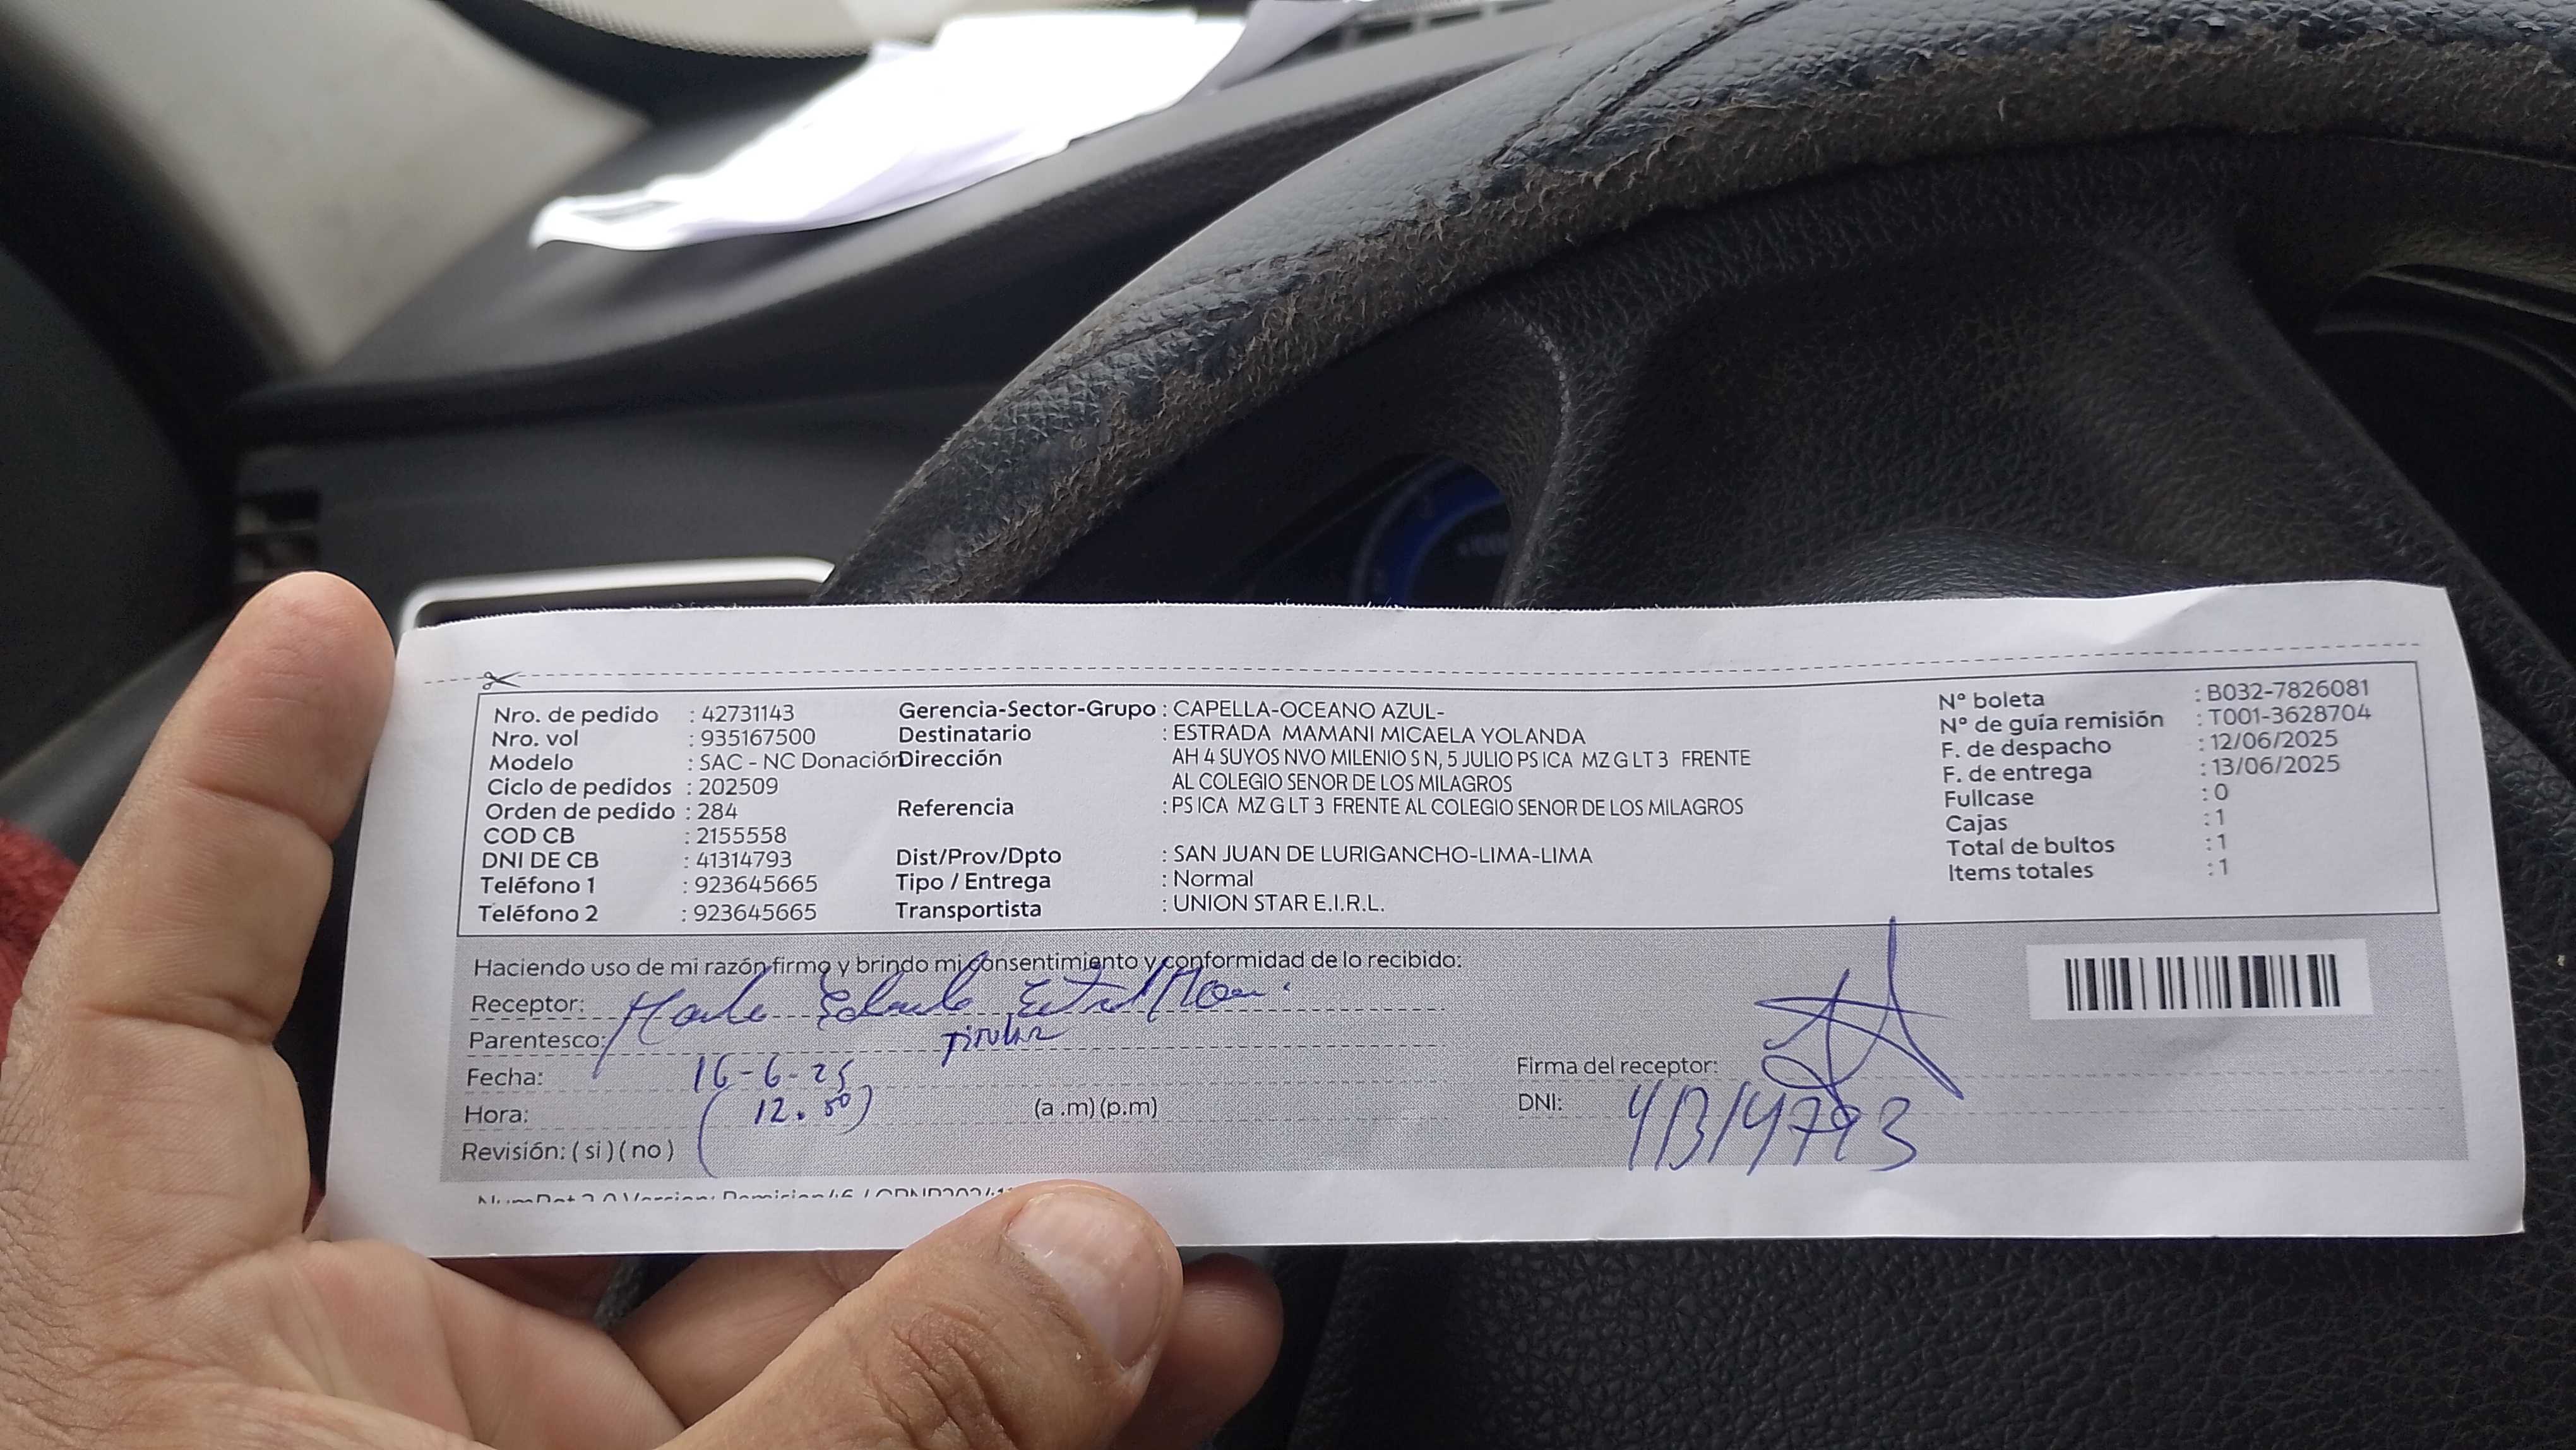 Nro. de pedido : 42731143
Nro. vol : 935167500
Modelo : SAC - NC Donación
Ciclo de pedidos : 202509
Orden de pedido : 284
COD CB : 2155558
DNI DE CB : 41314793
Teléfono 1 : 923645665
Teléfono 2 : 923645665
Gerencia-Sector-Grupo : CAPELLA-OCEANO AZUL-
Destinatario : ESTRADA MAMANI MICAELA YOLANDA
Dirección AH 4 SUYOS NVO MILENIO S N, 5 JULIO PS ICA MZ G LT 3 FRENTE
AL COLEGIO SENOR DE LOS MILAGROS
Referencia : PS ICA MZ G LT 3 FRENTE AL COLEGIO SENOR DE LOS MILAGROS
Dist/Prov/Dpto : SAN JUAN DE LURIGANCHO-LIMA-LIMA
Tipo / Entrega : Normal
Transportista : UNION STAR E.I.R.L.
N° boleta : B032-7826081
N° de guía remisión : T001-3628704
F. de despacho : 12/06/2025
F. de entrega : 13/06/2025
Fullcase : 0
Cajas : 1
Total de bultos : 1
Items totales : 1
Haciendo uso de mi razón firmo y brindo mi consentimiento y conformidad de lo recibido:
Receptor:
Parentesco: Titular
Fecha: 16-6-25
Hora: (12.50) (a .m) (p.m)
Revisión: ( si ) ( no )
Firma del receptor:
DNI: 41314793